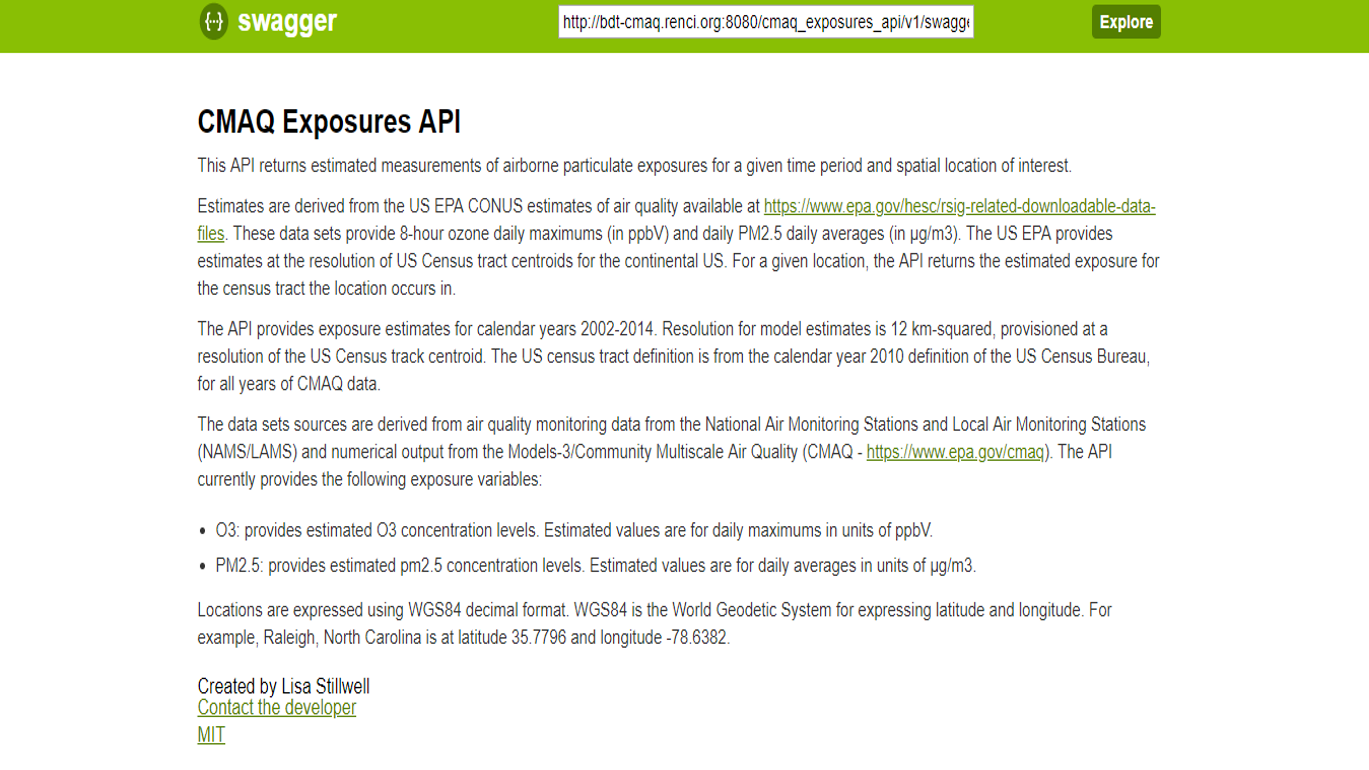 {···} swagger
http://bdt-cmaq.renci.org:8080/cmaq_exposures_api/v1/swagge
Explore
CMAQ Exposures API
This API returns estimated measurements of airborne particulate exposures for a given time period and spatial location of interest.
Estimates are derived from the US EPA CONUS estimates of air quality available at https://www.epa.gov/hesc/rsig-related-downloadable-data-
files. These data sets provide 8-hour ozone daily maximums (in ppbV) and daily PM2.5 daily averages (in µg/m3). The US EPA provides
estimates at the resolution of US Census tract centroids for the continental US. For a given location, the API returns the estimated exposure for
the census tract the location occurs in.
The API provides exposure estimates for calendar years 2002-2014. Resolution for model estimates is 12 km-squared, provisioned at a
resolution of the US Census track centroid. The US census tract definition is from the calendar year 2010 definition of the US Census Bureau,
for all years of CMAQ data.
The data sets sources are derived from air quality monitoring data from the National Air Monitoring Stations and Local Air Monitoring Stations
(NAMS/LAMS) and numerical output from the Models-3/Community Multiscale Air Quality (CMAQ - https://www.epa.gov/cmaq). The API
currently provides the following exposure variables:
• O3: provides estimated O3 concentration levels. Estimated values are for daily maximums in units of ppbV.
• PM2.5: provides estimated pm2.5 concentration levels. Estimated values are for daily averages in units of µg/m3.
Locations are expressed using WGS84 decimal format. WGS84 is the World Geodetic System for expressing latitude and longitude. For
example, Raleigh, North Carolina is at latitude 35.7796 and longitude -78.6382.
Created by Lisa Stillwell
Contact the developer
MIT